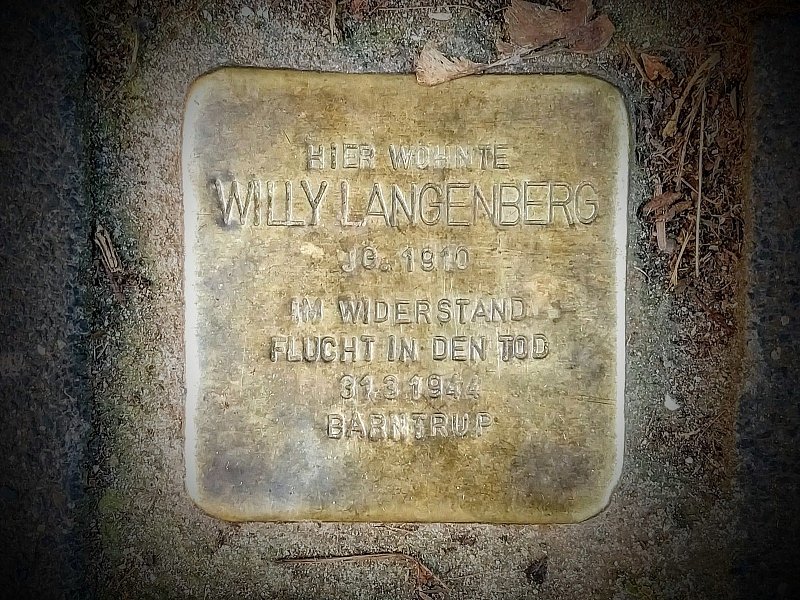 HIER WOHNTE
WILLY LANGENBERG
JG. 1910
IM WIDERSTAND
FLUCHT IN DEN TOD
31.3.1944
BARNTRUP